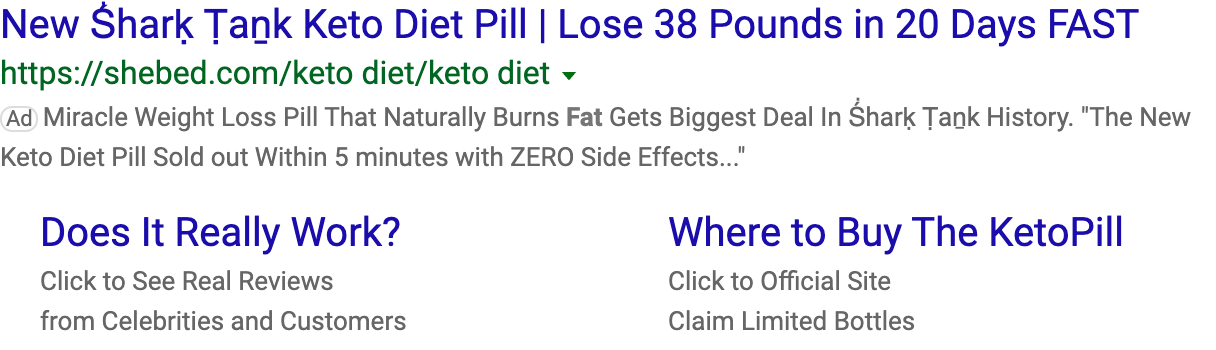 New Ṥharḳ Ṭaṉk Keto Diet Pill | Lose 38 Pounds in 20 Days FAST
https://shebed.com/keto diet/keto diet
Ad Miracle Weight Loss Pill That Naturally Burns Fat Gets Biggest Deal In Ṥharḳ Ṭaṉk History. "The New
Keto Diet Pill Sold out Within 5 minutes with ZERO Side Effects..."
Does It Really Work?
Click to See Real Reviews
from Celebrities and Customers
Where to Buy The KetoPill
Click to Official Site
Claim Limited Bottles